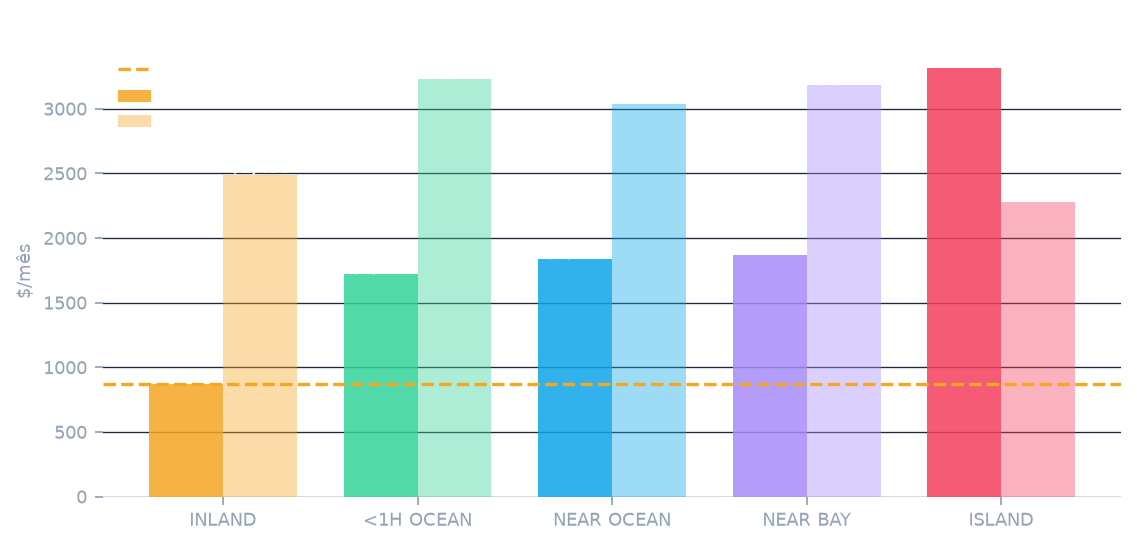 3000
2500
2000
$/mês
1500
1000
500
0
INLAND
<1H OCEAN
NEAR OCEAN
NEAR BAY
ISLAND